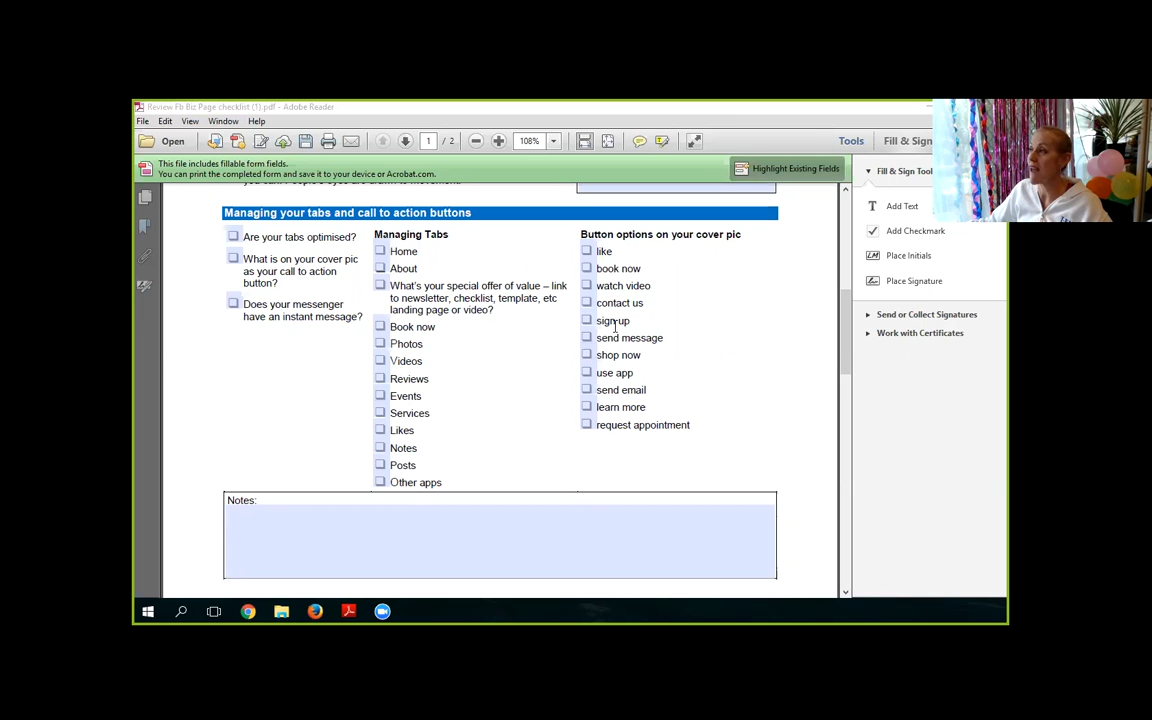 Review Fb Biz Page checklist (1).pdf - Adobe Reader
File Edit View Window Help
Open 1 / 2 108% Tools Fill & Sign
This file includes fillable form fields.
You can print the completed form and save it to your device or Acrobat.com.
Highlight Existing Fields
Managing your tabs and call to action buttons
Are your tabs optimised?
What is on your cover pic
as your call to action
button?
Does your messenger
have an instant message?
Managing Tabs
Home
About
What's your special offer of value – link
to newsletter, checklist, template, etc
landing page or video?
Book now
Photos
Videos
Reviews
Events
Services
Likes
Notes
Posts
Other apps
Button options on your cover pic
like
book now
watch video
contact us
sign up
send message
shop now
use app
send email
learn more
request appointment
Notes:
Fill & Sign Tool
Add Text
Add Checkmark
Place Initials
Place Signature
Send or Collect Signatures
Work with Certificates